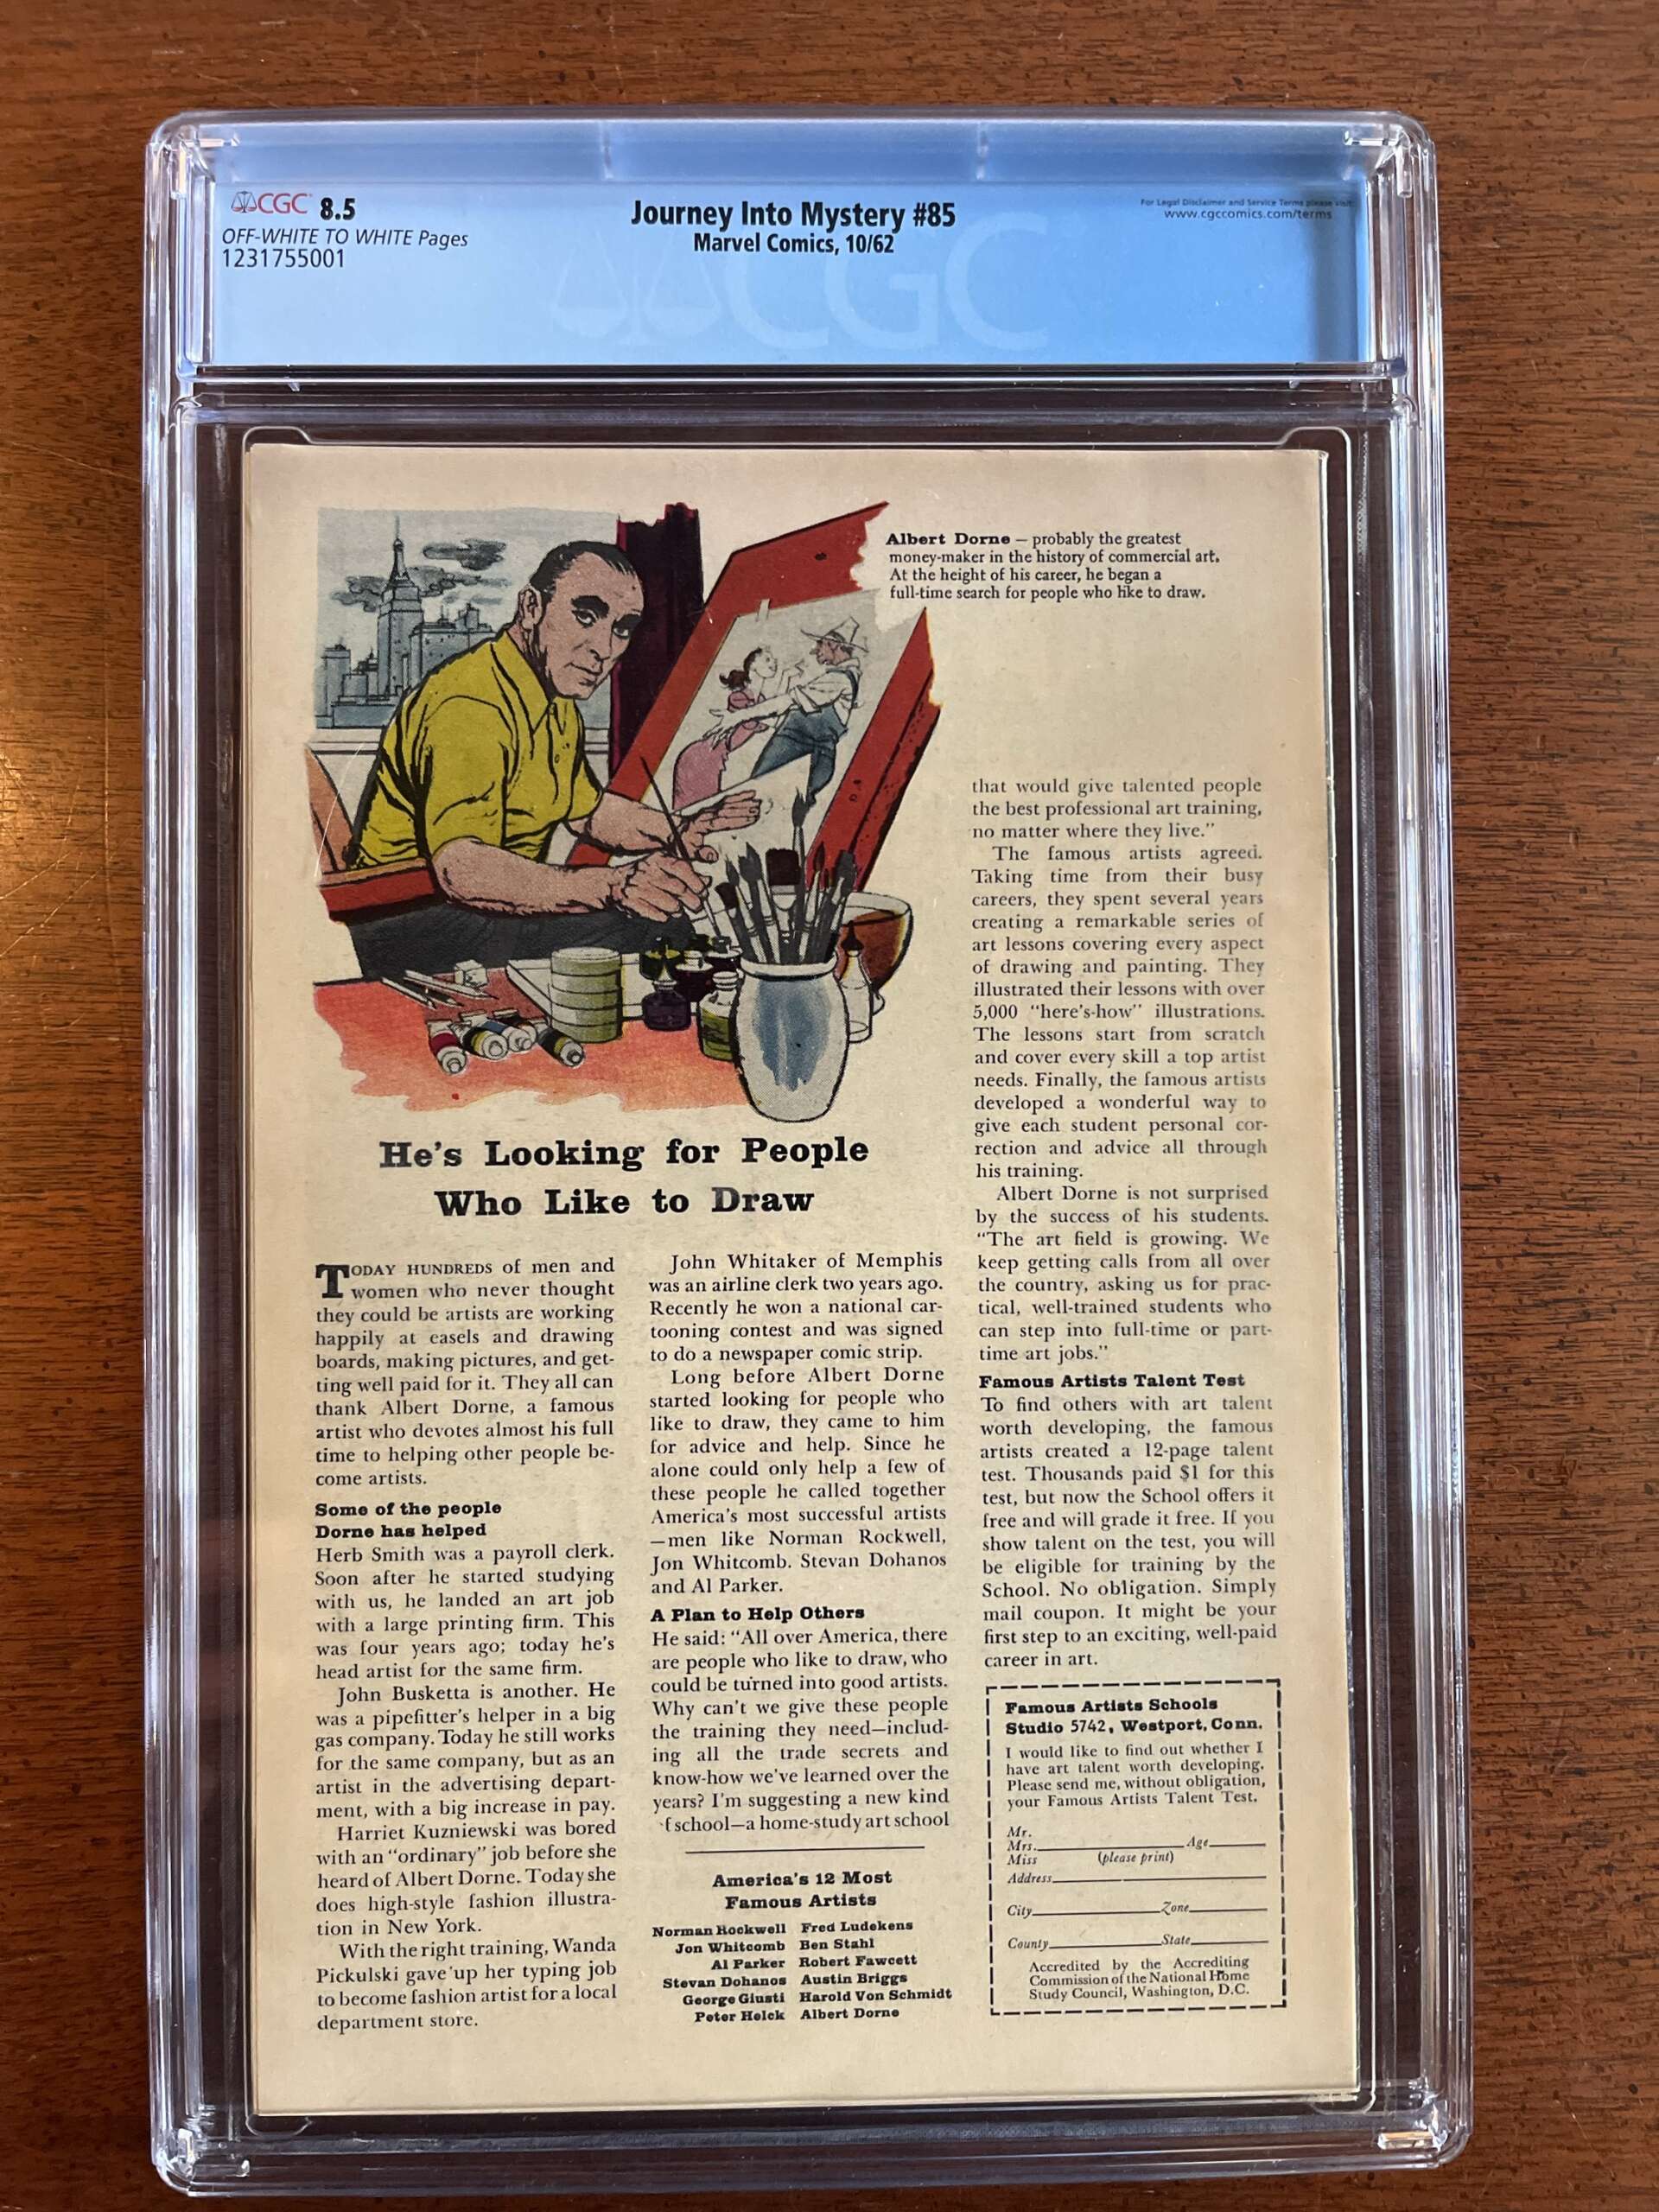 CGC 8.5
OFF-WHITE TO WHITE Pages
1231755001
Journey Into Mystery #85
Marvel Comics, 10/62
For Legal Disclaimer and Service Terms please visit:
www.cgccomics.com/terms
CGC
Albert Dorne — probably the greatest
money-maker in the history of commercial art.
At the height of his career, he began a
full-time search for people who like to draw.
He's Looking for People
Who Like to Draw
TODAY HUNDREDS of men and
women who never thought
they could be artists are working
happily at easels and drawing
boards, making pictures, and get-
ting well paid for it. They all can
thank Albert Dorne, a famous
artist who devotes almost his full
time to helping other people be-
come artists.
Some of the people
Dorne has helped
Herb Smith was a payroll clerk.
Soon after he started studying
with us, he landed an art job
with a large printing firm. This
was four years ago; today he's
head artist for the same firm.
John Busketta is another. He
was a pipefitter's helper in a big
gas company. Today he still works
for the same company, but as an
artist in the advertising depart-
ment, with a big increase in pay.
Harriet Kuzniewski was bored
with an "ordinary" job before she
heard of Albert Dorne. Today she
does high-style fashion illustra-
tion in New York.
With the right training, Wanda
Pickulski gave up her typing job
to become fashion artist for a local
department store.
John Whitaker of Memphis
was an airline clerk two years ago.
Recently he won a national car-
tooning contest and was signed
to do a newspaper comic strip.
Long before Albert Dorne
started looking for people who
like to draw, they came to him
for advice and help. Since he
alone could only help a few of
these people he called together
America's most successful artists
—men like Norman Rockwell,
Jon Whitcomb. Stevan Dohanos
and Al Parker.
A Plan to Help Others
He said: "All over America, there
are people who like to draw, who
could be turned into good artists.
Why can't we give these people
the training they need—includ-
ing all the trade secrets and
know-how we've learned over the
years? I'm suggesting a new kind
f school—a home-study art school
America's 12 Most
Famous Artists
Norman Rockwell Fred Ludekens
Jon Whitcomb Ben Stahl
Al Parker Robert Fawcett
Stevan Dohanos Austin Briggs
George Giusti Harold Von Schmidt
Peter Helck Albert Dorne
that would give talented people
the best professional art training,
no matter where they live."
The famous artists agreed.
Taking time from their busy
careers, they spent several years
creating a remarkable series of
art lessons covering every aspect
of drawing and painting. They
illustrated their lessons with over
5,000 "here's-how" illustrations.
The lessons start from scratch
and cover every skill a top artist
needs. Finally, the famous artists
developed a wonderful way to
give each student personal cor-
rection and advice all through
his training.
Albert Dorne is not surprised
by the success of his students.
"The art field is growing. We
keep getting calls from all over
the country, asking us for prac-
tical, well-trained students who
can step into full-time or part-
time art jobs."
Famous Artists Talent Test
To find others with art talent
worth developing, the famous
artists created a 12-page talent
test. Thousands paid $1 for this
test, but now the School offers it
free and will grade it free. If you
show talent on the test, you will
be eligible for training by the
School. No obligation. Simply
mail coupon. It might be your
first step to an exciting, well-paid
career in art.
Famous Artists Schools
Studio 5742, Westport, Conn.
I would like to find out whether I
have art talent worth developing.
Please send me, without obligation,
your Famous Artists Talent Test.
Mr.
Mrs. Age
Miss (please print)
Address
City Zone
County State
Accredited by the Accrediting
Commission of the National Home
Study Council, Washington, D.C.